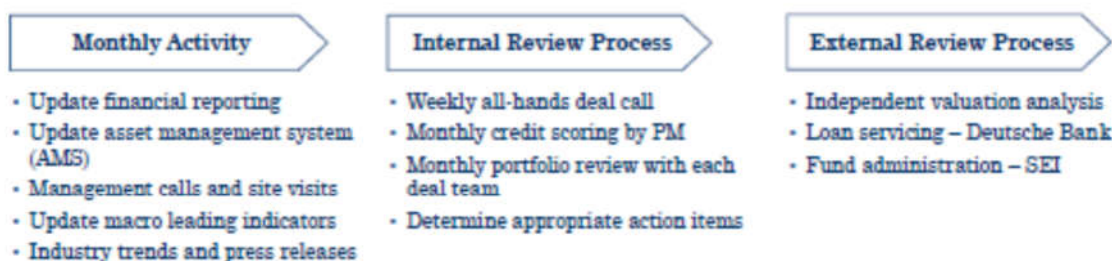 Monthly Activity
• Update financial reporting
• Update asset management system
(AMS)
• Management calls and site visits
• Update macro leading indicators
• Industry trends and press releases
Internal Review Process
• Weekly all-hands deal call
• Monthly credit scoring by PM
• Monthly portfolio review with each
deal team
• Determine appropriate action items
External Review Process
• Independent valuation analysis
• Loan servicing – Deutsche Bank
• Fund administration – SEI